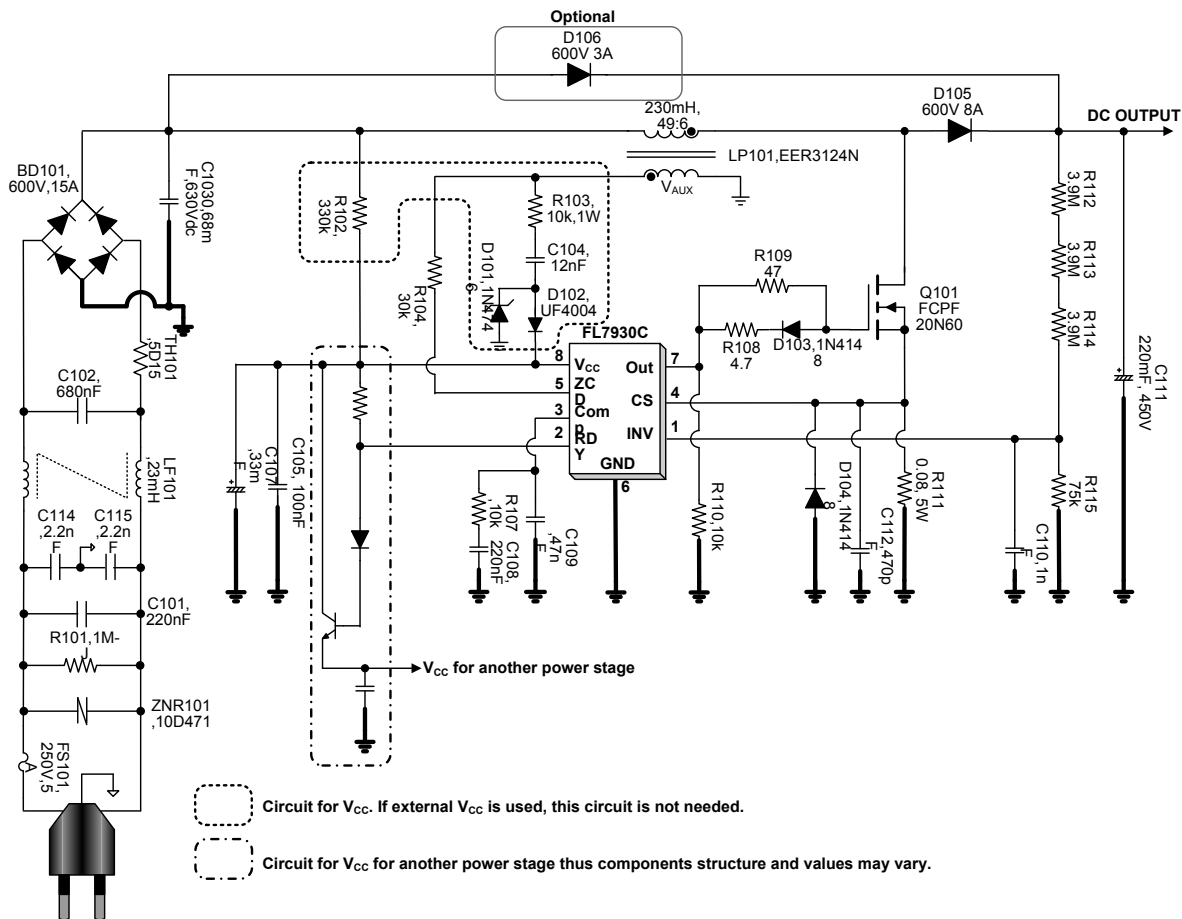 Optional
D106
600V 3A
D105
600V 8A
230mH,
49:6
DC OUTPUT
LP101,EER3124N
VAUX
BD101,
600V,15A
C1030,68m
F,630Vdc
R102,
330k
R103,
10k,1W
C104,
12nF
D101,1N474
6
D102,
UF4004
R104,
30k
R112
3.9M
R113
3.9M
R114
3.9M
R109
47
R108
4.7
D103,1N414
8
Q101
FCPF
20N60
C111
220mF, 450V
TH101
,5D15
C102,
680nF
FL7930C
8
VCC
5
ZC
D
3
Com
p
2
RD
Y
GND
6
Out
7
CS
4
INV
1
LF101
,23mH
C107
,33m
F
C105, 100nF
R107
,10k
C108,
220nF
C109
,47n
F
R110,10k
D104,1N414
8
C112,470p
F
R111
0.08, 5W
C110,1n
F
R115
75k
C114
,2.2n
F
C115
,2.2n
F
C101,
220nF
R101,1M-
J
ZNR101
,10D471
FS101,
250V,5
A
VCC for another power stage
Circuit for VCC. If external VCC is used, this circuit is not needed.
Circuit for VCC for another power stage thus components structure and values may vary.